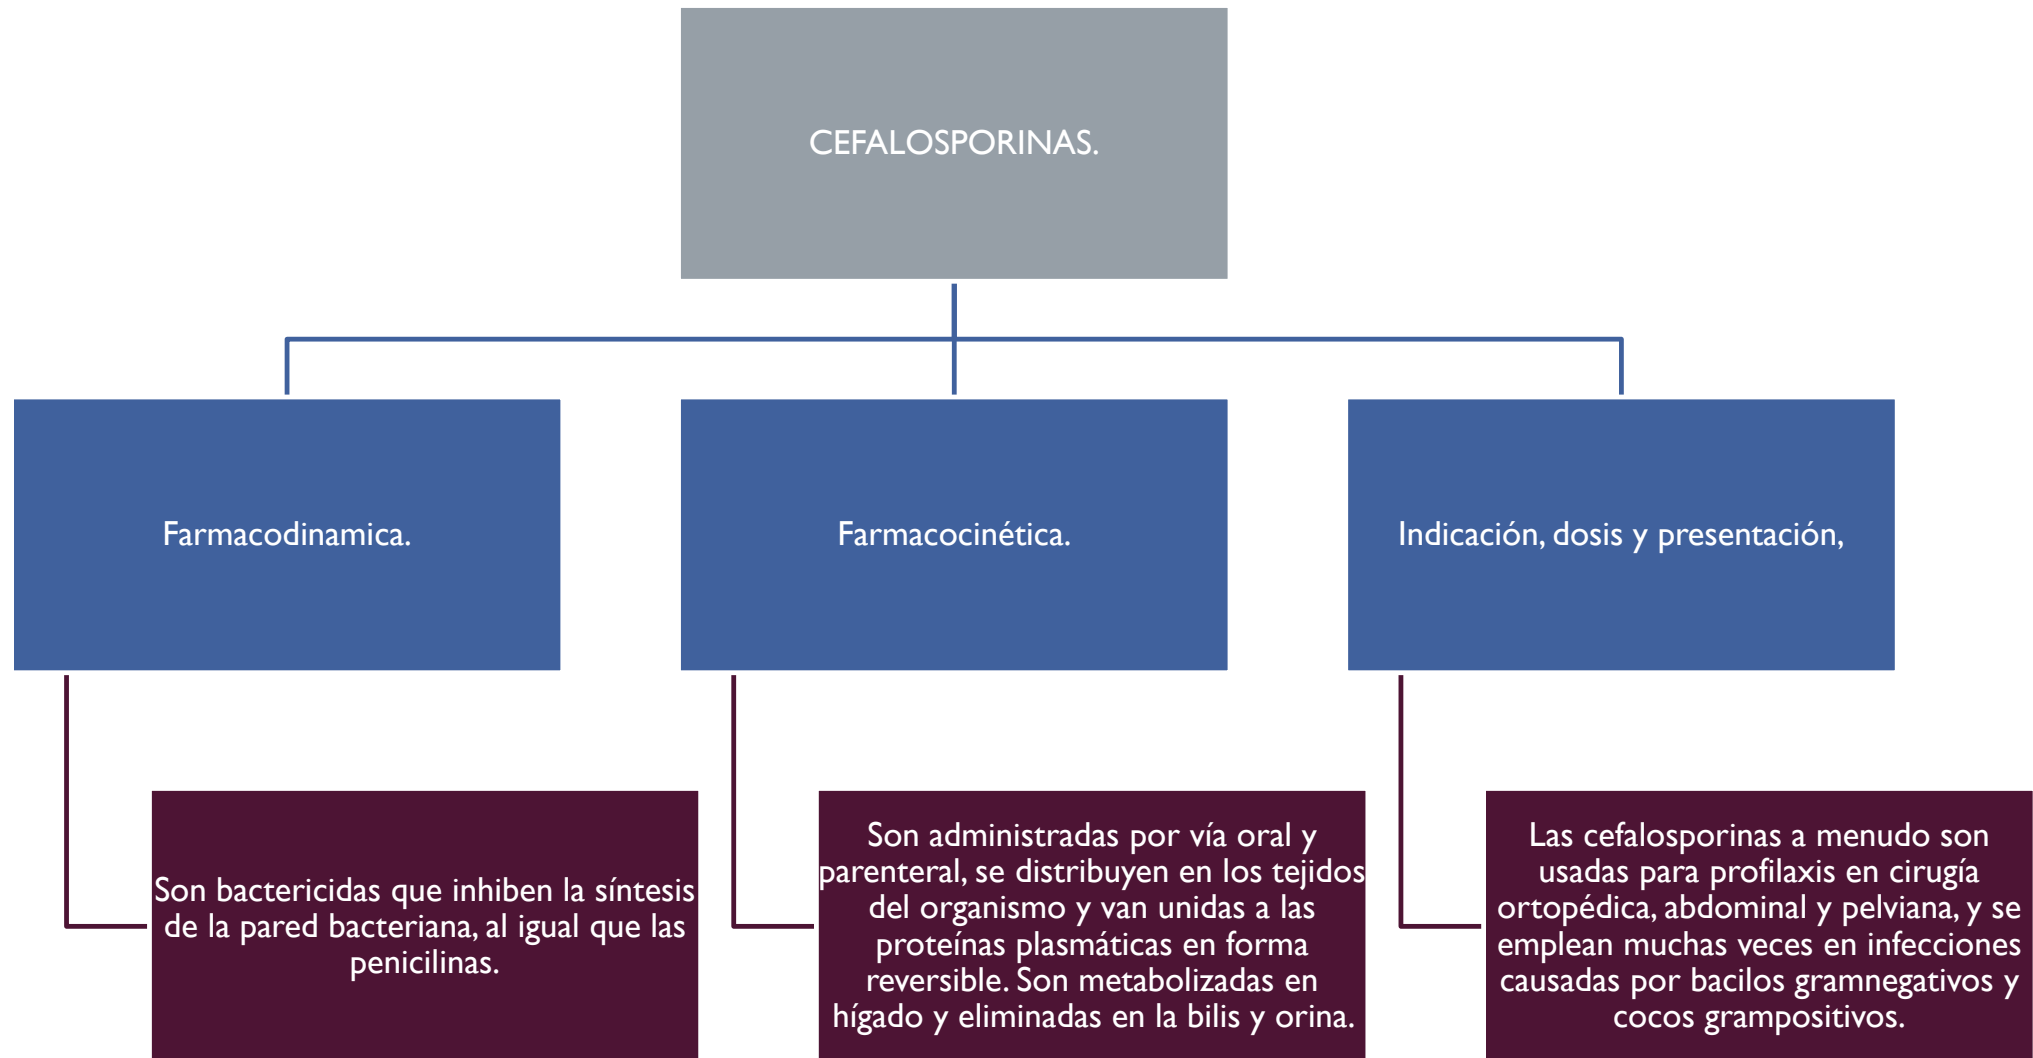 CEFALOSPORINAS.
Farmacodinamica.
Farmacocinética.
Indicación, dosis y presentación,
Son bactericidas que inhiben la síntesis
de la pared bacteriana, al igual que las
penicilinas.
Son administradas por vía oral y
parenteral, se distribuyen en los tejidos
del organismo y van unidas a las
proteínas plasmáticas en forma
reversible. Son metabolizadas en
hígado y eliminadas en la bilis y orina.
Las cefalosporinas a menudo son
usadas para profilaxis en cirugía
ortopédica, abdominal y pelviana, y se
emplean muchas veces en infecciones
causadas por bacilos gramnegativos y
cocos grampositivos.